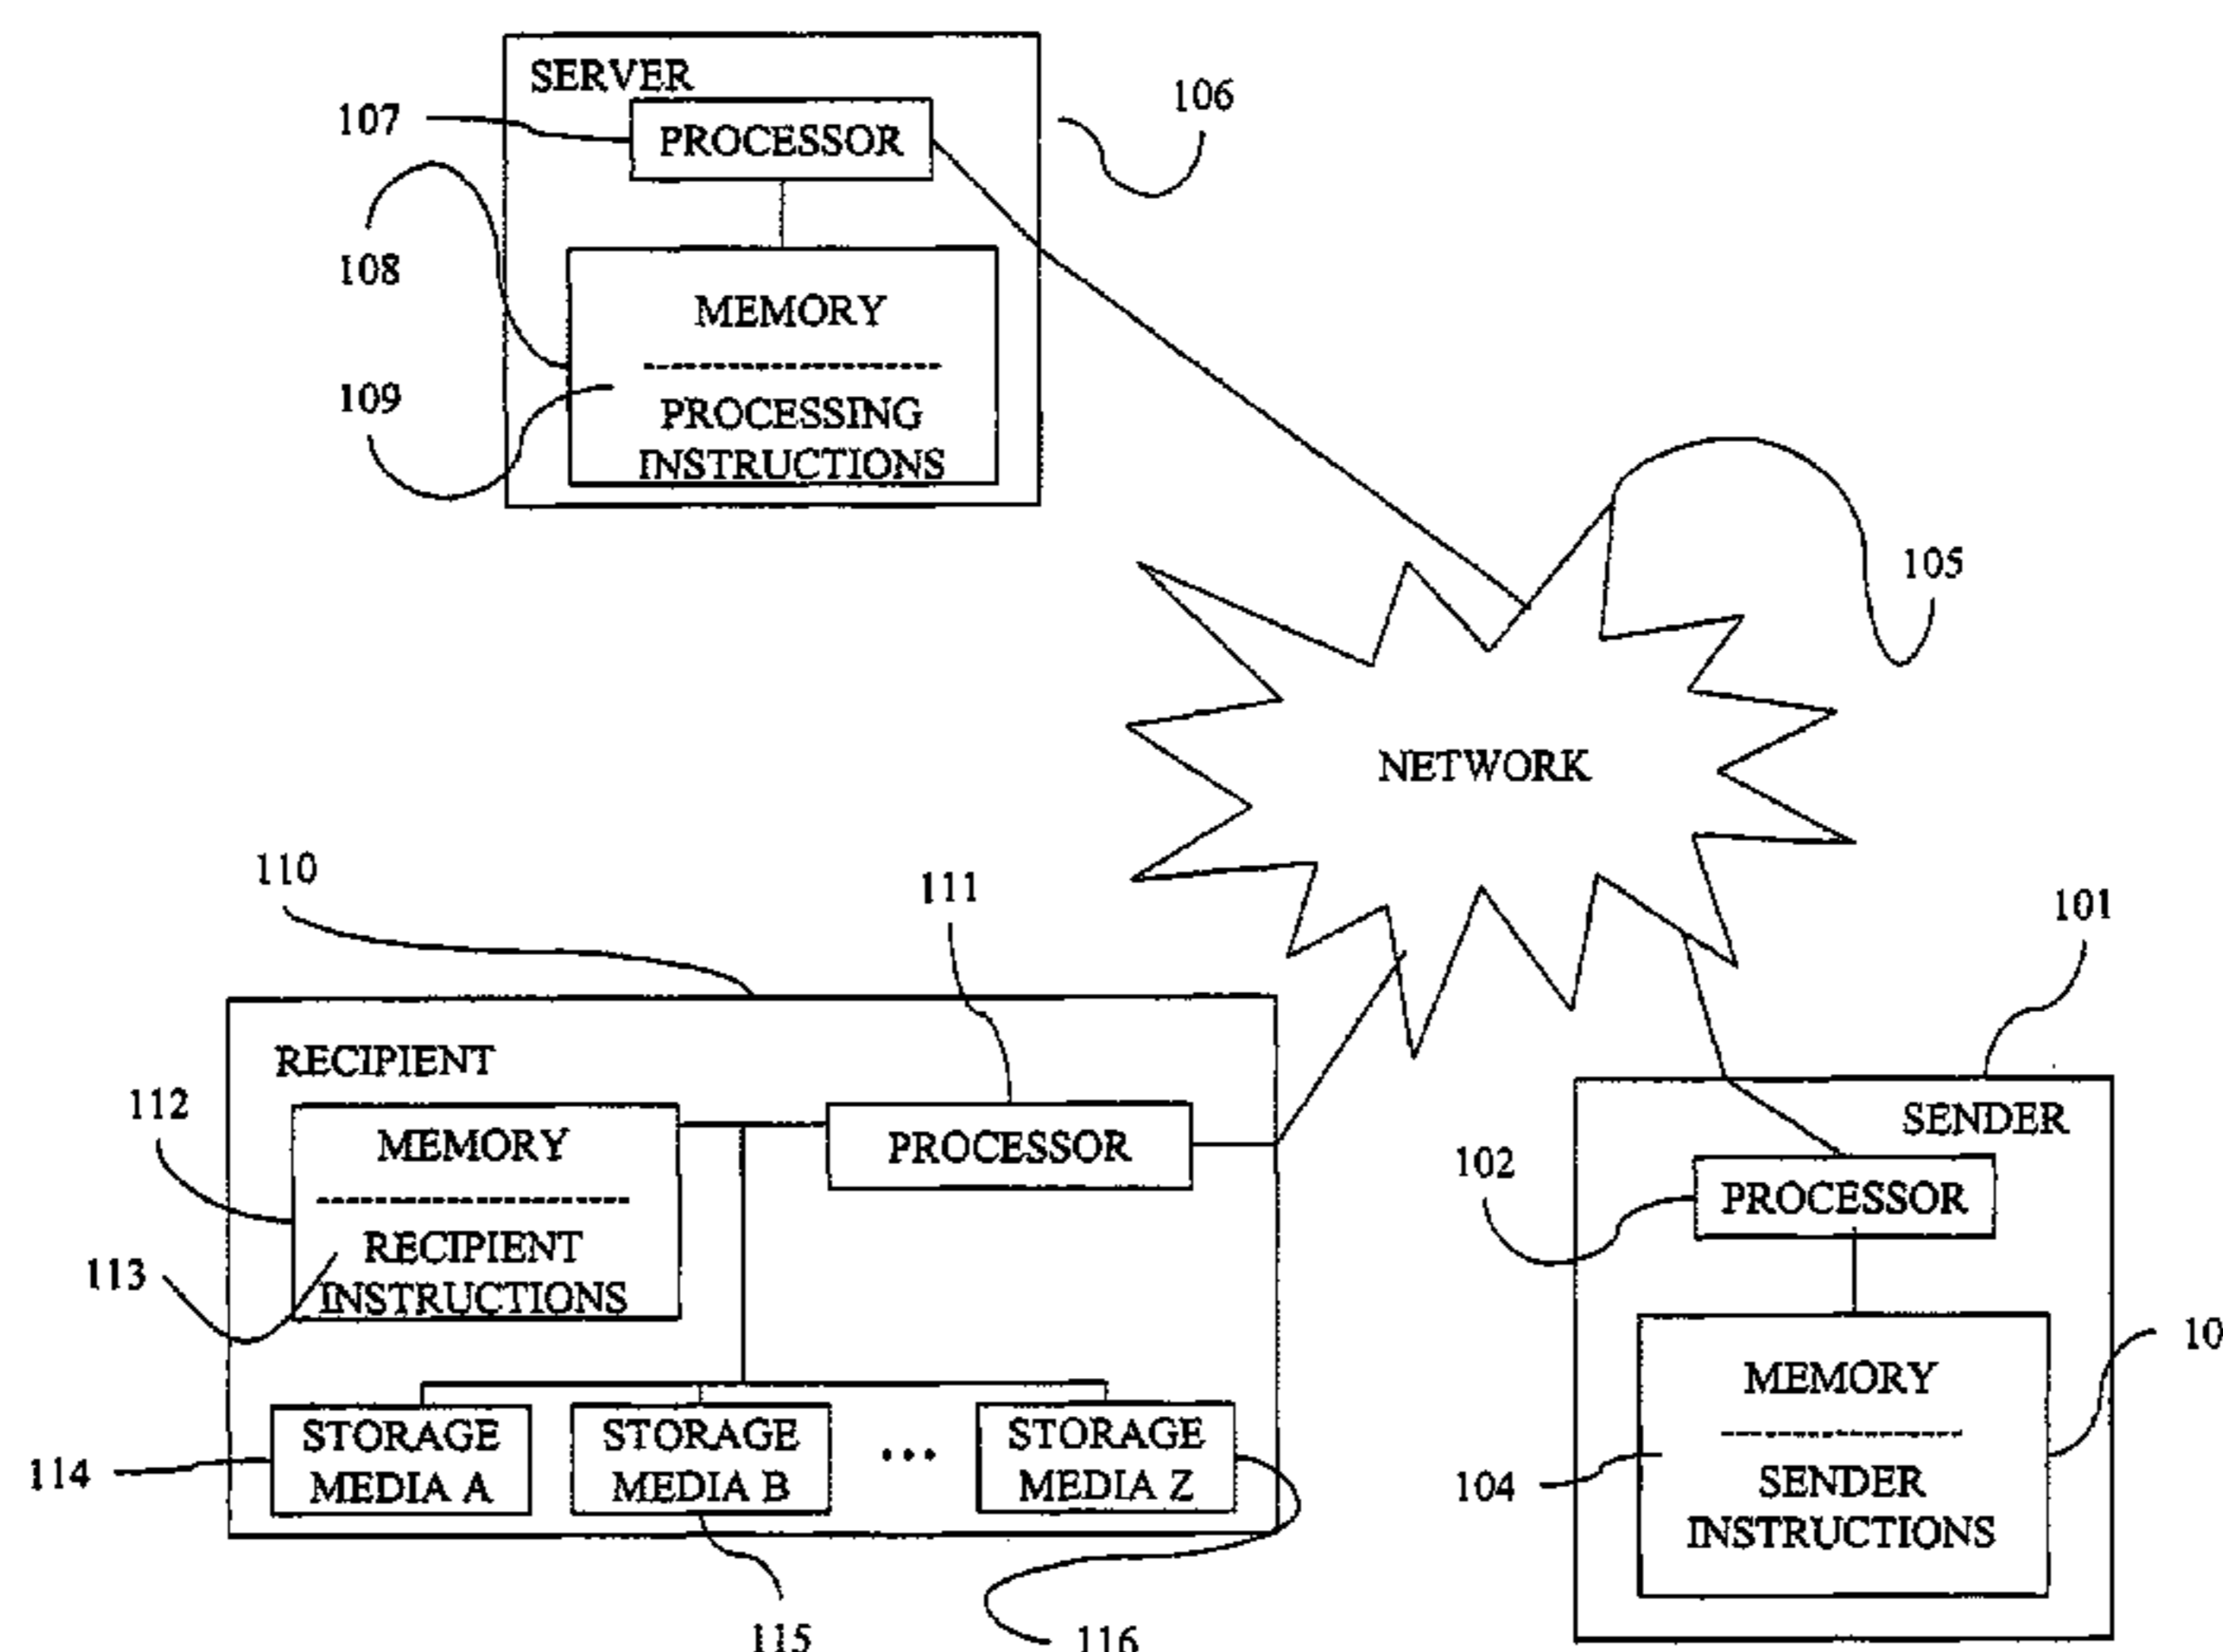 SERVER
107
PROCESSOR
106
108
MEMORY
109
PROCESSING
INSTRUCTIONS
105
NETWORK
110
111
101
RECIPIENT
112
MEMORY
PROCESSOR
SENDER
102
PROCESSOR
113
RECIPIENT
INSTRUCTIONS
10
MEMORY
114
STORAGE
MEDIA A
STORAGE
MEDIA B
...
STORAGE
MEDIA Z
104
SENDER
INSTRUCTIONS
115
116